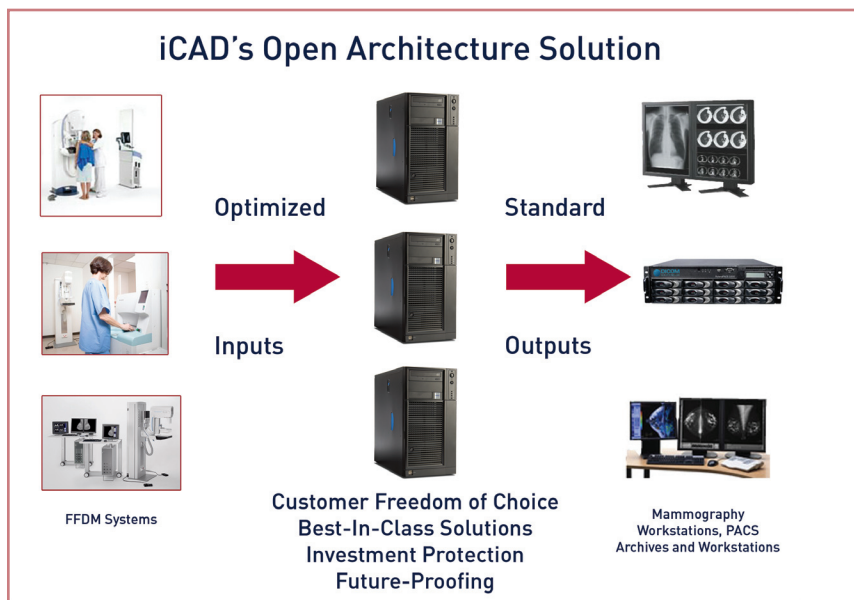 iCAD's Open Architecture Solution
Optimized
Standard
Inputs
Outputs
FFDM Systems
Customer Freedom of Choice
Best-In-Class Solutions
Investment Protection
Future-Proofing
Mammography
Workstations, PACS
Archives and Workstations